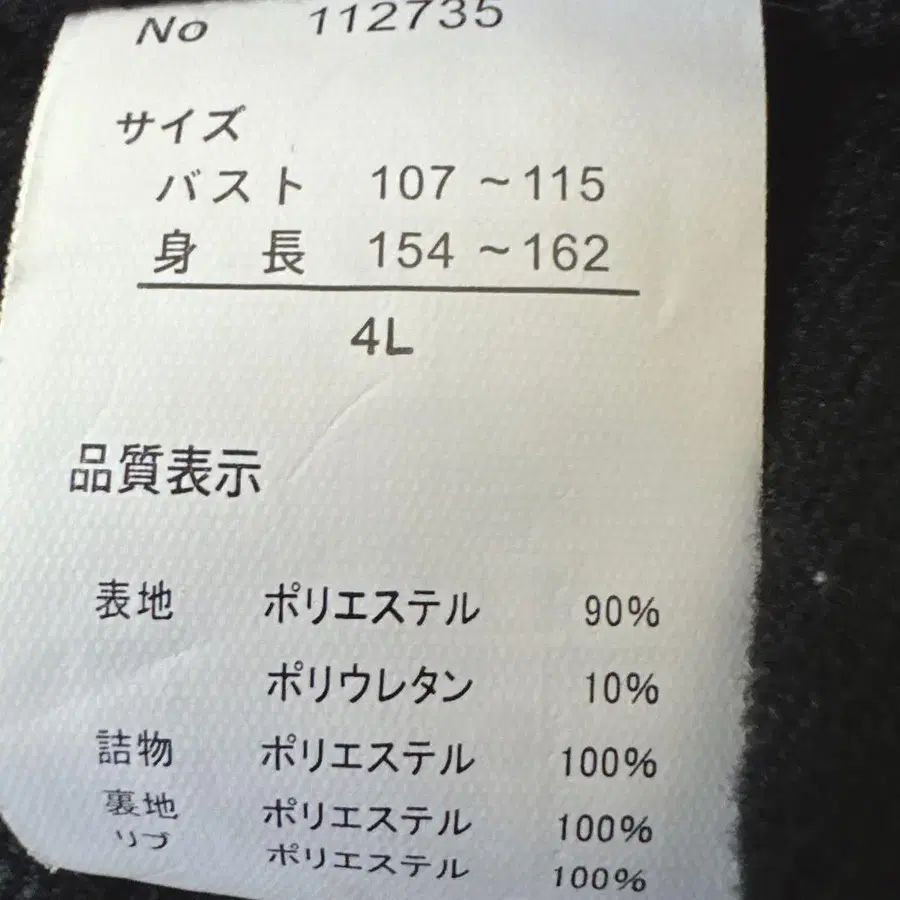 No 112735
サイズ
バスト 107 ~115
身 長 154 ~162
4L
品質表示
表地 ポリエステル 90%
ポリウレタン 10%
詰物 ポリエステル 100%
裏地 ポリエステル 100%
リブ ポリエステル 100%